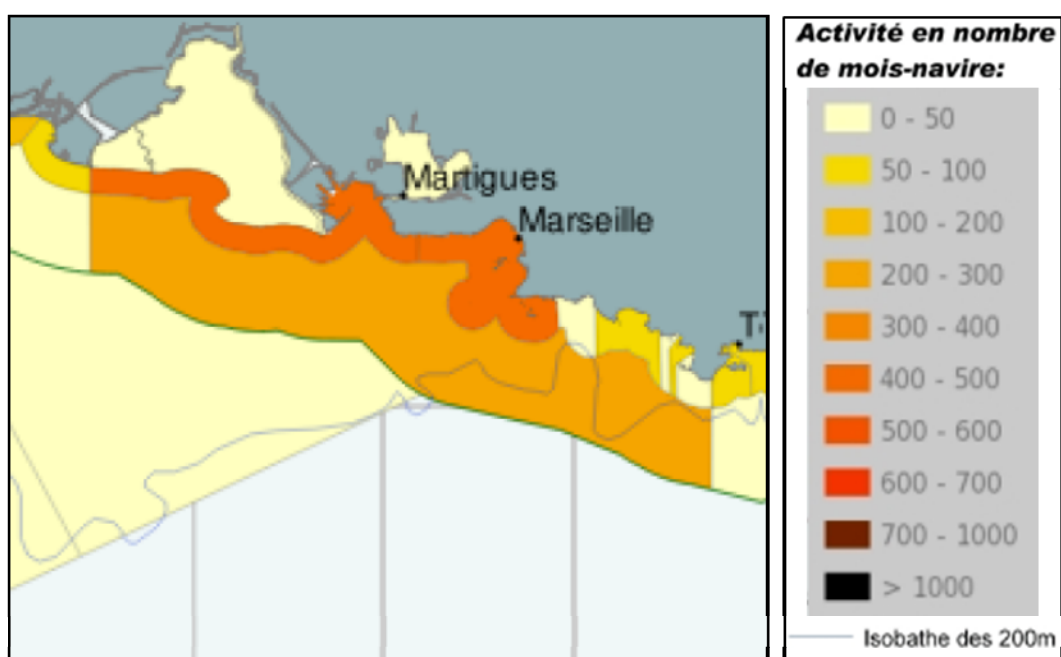 Martigues
Marseille
Activité en nombre
de mois-navire:
0 - 50
50 - 100
100 - 200
200 - 300
300 - 400
400 - 500
500 - 600
600 - 700
700 - 1000
> 1000
Isobathe des 200m